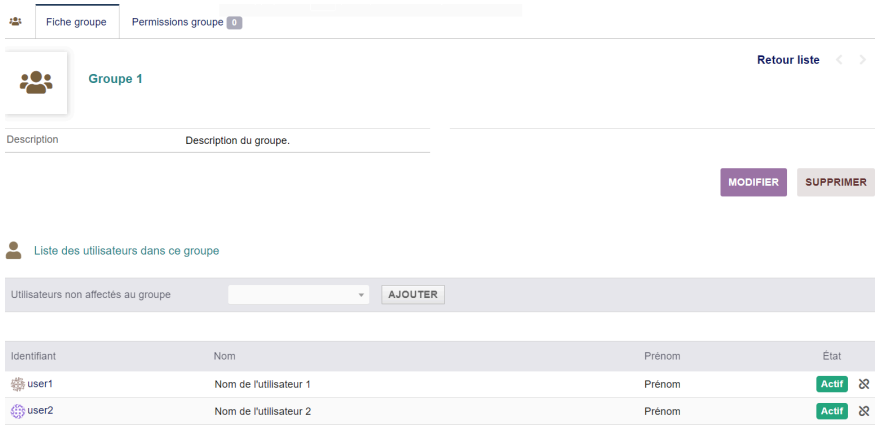 Fiche groupe Permissions groupe 0
Retour liste
Groupe 1
Description Description du groupe.
MODIFIER SUPPRIMER
Liste des utilisateurs dans ce groupe
Utilisateurs non affectés au groupe AJOUTER
Identifiant Nom Prénom État
user1 Nom de l'utilisateur 1 Prénom Actif
user2 Nom de l'utilisateur 2 Prénom Actif